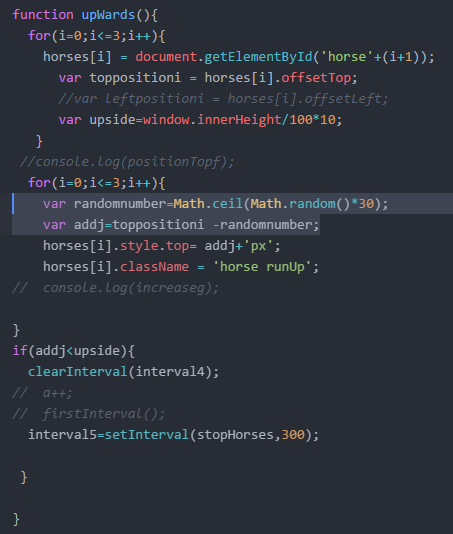 function upWards(){
for(i=0;i<=3;i++){
horses[i] = document.getElementById('horse'+(i+1));
var toppositioni = horses[i].offsetTop;
//var leftpositioni = horses[i].offsetLeft;
var upside=window.innerHeight/100*10;
}
//console.log(positionTopf);
for(i=0;i<=3;i++){
var randomnumber=Math.ceil(Math.random()*30);
var addj=toppositioni -randomnumber;
horses[i].style.top= addj+'px';
horses[i].className = 'horse runUp';
// console.log(increaseg);
}
if(addj<upside){
clearInterval(interval4);
// a++;
// firstInterval();
interval5=setInterval(stopHorses,300);
}
}